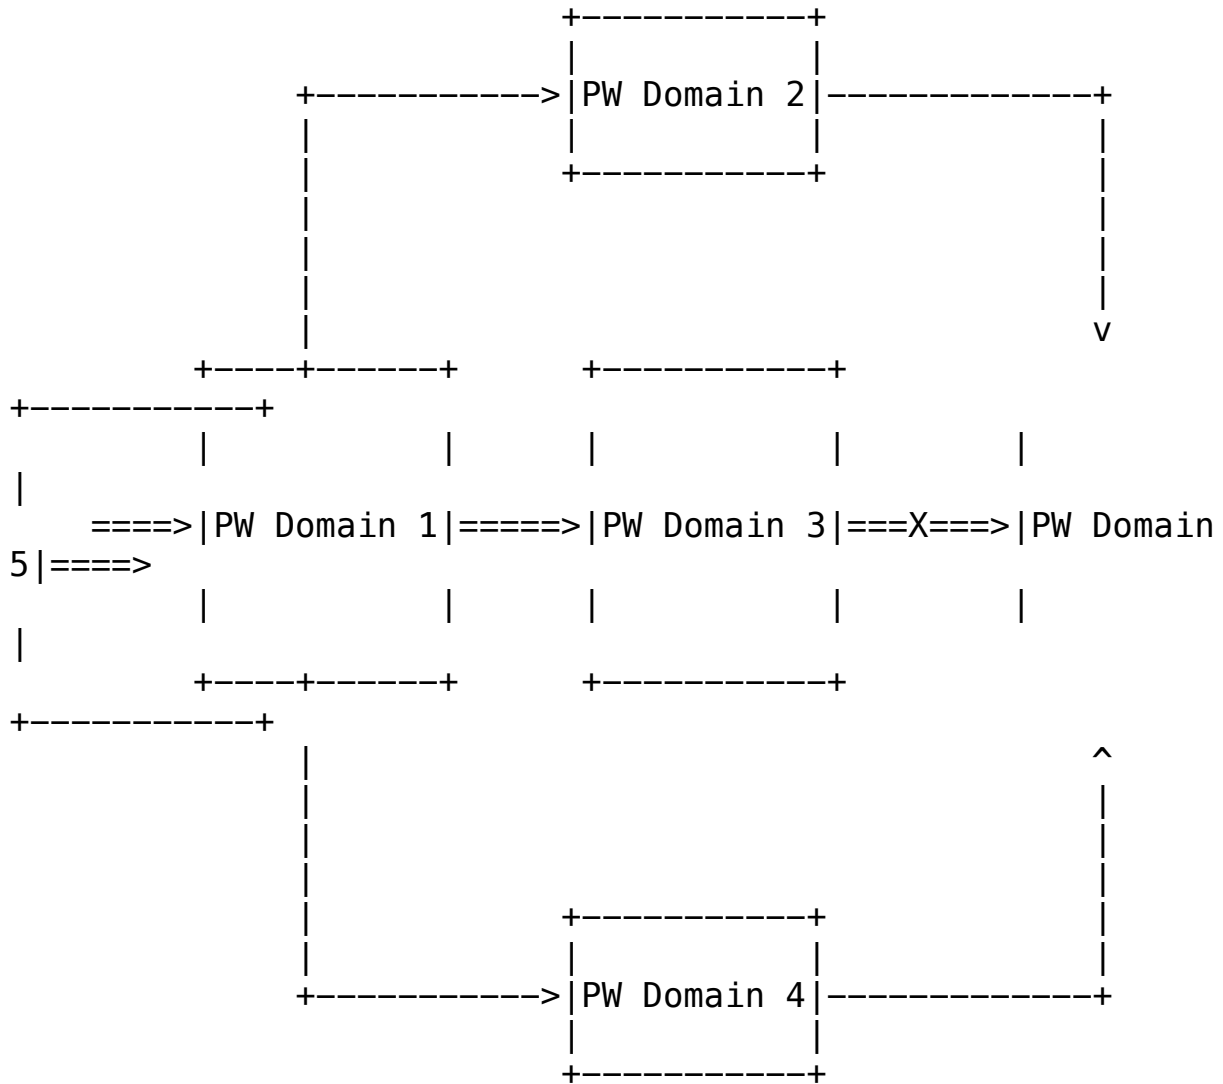 +-----------+
                            |           |
               +----------->|PW Domain 2|-------------+
               |            |           |             |
               |            +-----------+             |
               |                                      |
               |                                      |
               |                                      |
               |                                      v
          +----+------+      +-----------+
+-----------+
          |           |      |           |        |
|
     ====>|PW Domain 1|=====>|PW Domain 3|===X===>|PW Domain
5|====>
          |           |      |           |        |
|
          +----+------+      +-----------+
+-----------+
               |                                      ^
               |                                      |
               |                                      |
               |                                      |
               |            +-----------+             |
               |            |           |             |
               +----------->|PW Domain 4|-------------+
                            |           |
                            +-----------+